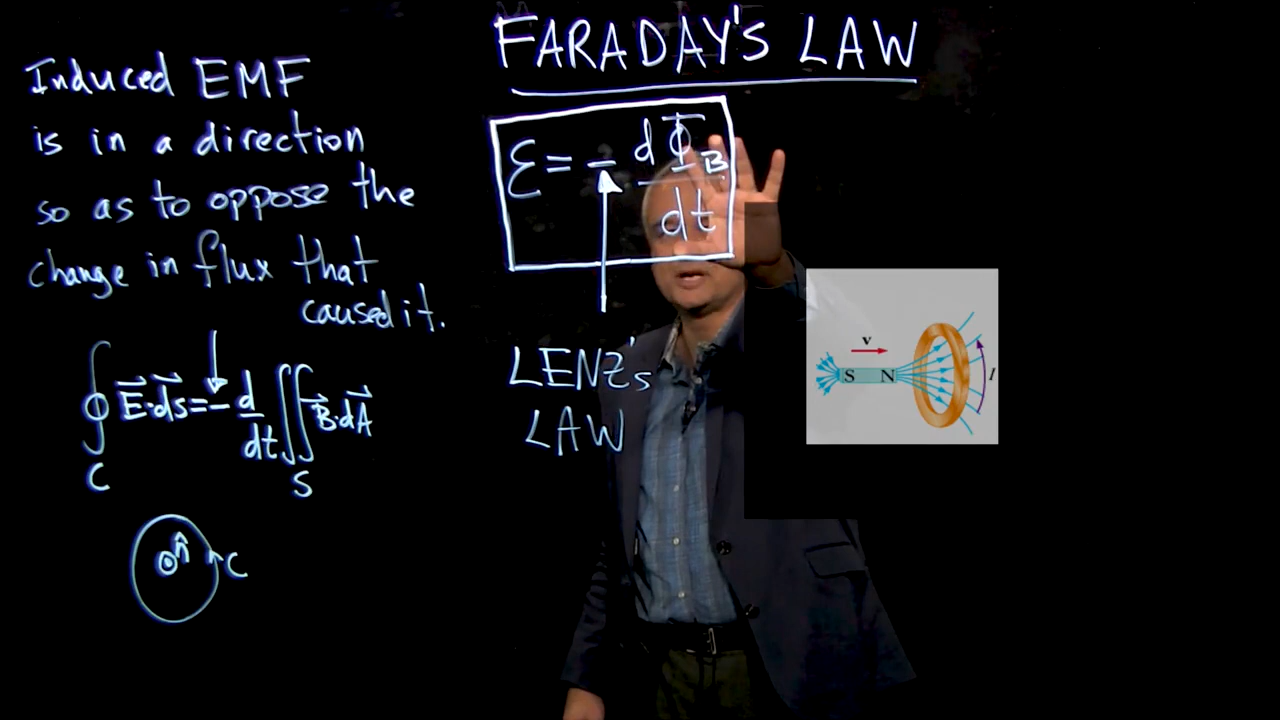 FARADAY'S LAW
Induced EMF
is in a direction
so as to oppose the
change in flux that
caused it.
∮ E⃗·ds⃗ = − d/dt ∬ B⃗·dA⃗
C S
n̂ C
ℰ = − dΦ_B/dt
LENZ'S
LAW
v
S N
I